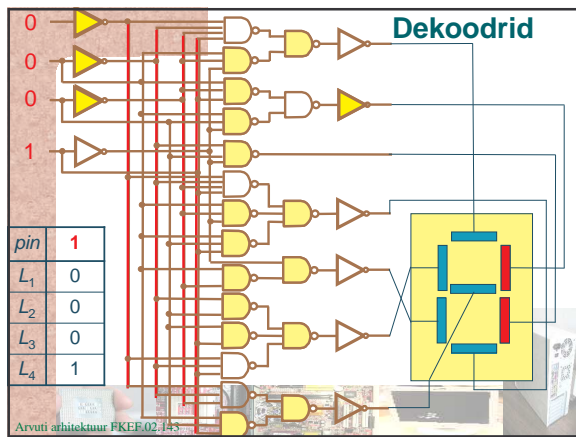 Dekoodrid
0
0
0
1
pin 1
L1 0
L2 0
L3 0
L4 1
Arvuti arhitektuur FKEF.02.143